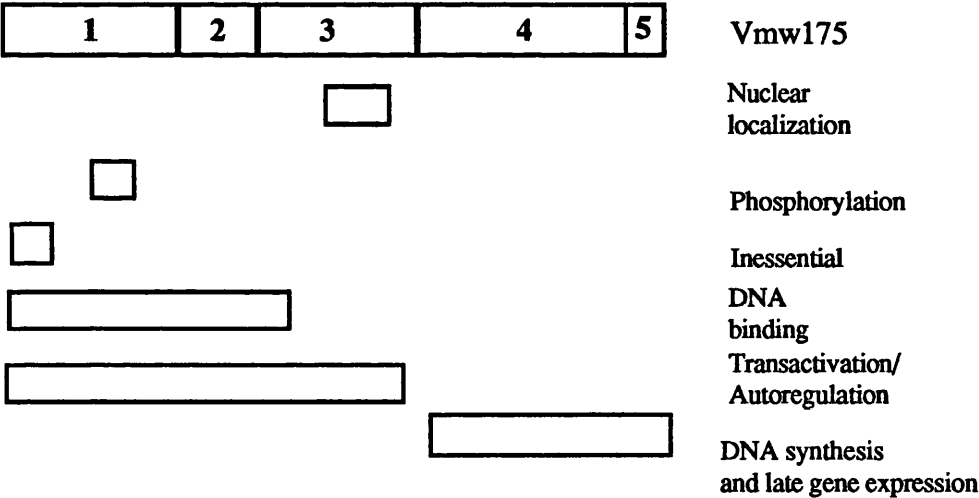 1 2 3 4 5 Vmw175
Nuclear
localization
Phosphorylation
Inessential
DNA
binding
Transactivation/
Autoregulation
DNA synthesis
and late gene expression